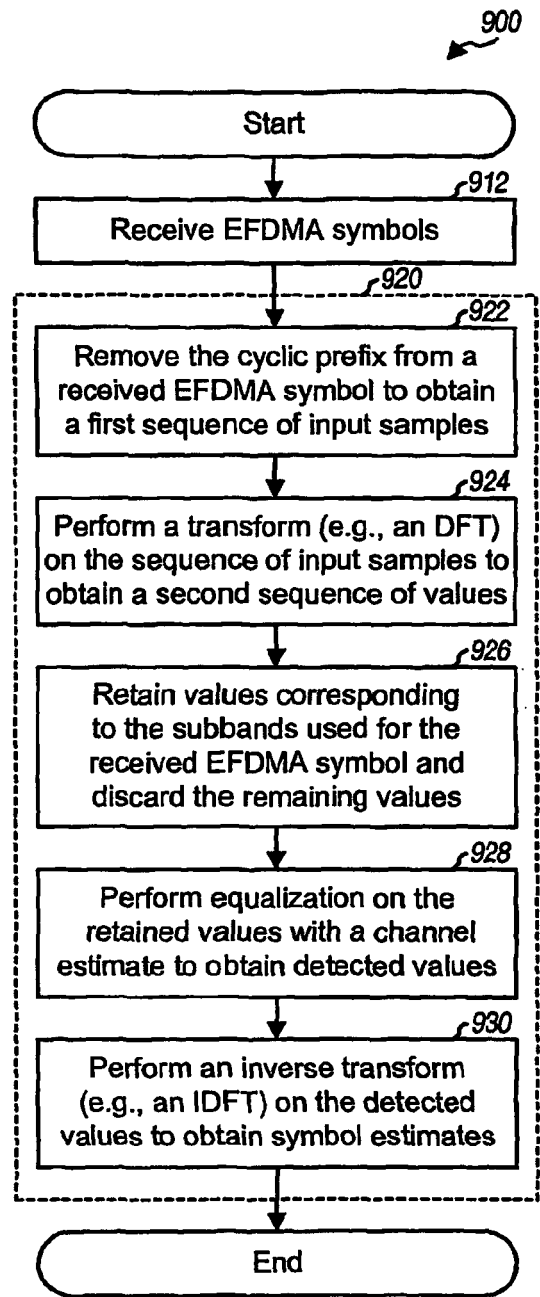 900
Start
912
Receive EFDMA symbols
920
922
Remove the cyclic prefix from a
received EFDMA symbol to obtain
a first sequence of input samples
924
Perform a transform (e.g., an DFT)
on the sequence of input samples to
obtain a second sequence of values
926
Retain values corresponding
to the subbands used for the
received EFDMA symbol and
discard the remaining values
928
Perform equalization on the
retained values with a channel
estimate to obtain detected values
930
Perform an inverse transform
(e.g., an IDFT) on the detected
values to obtain symbol estimates
End